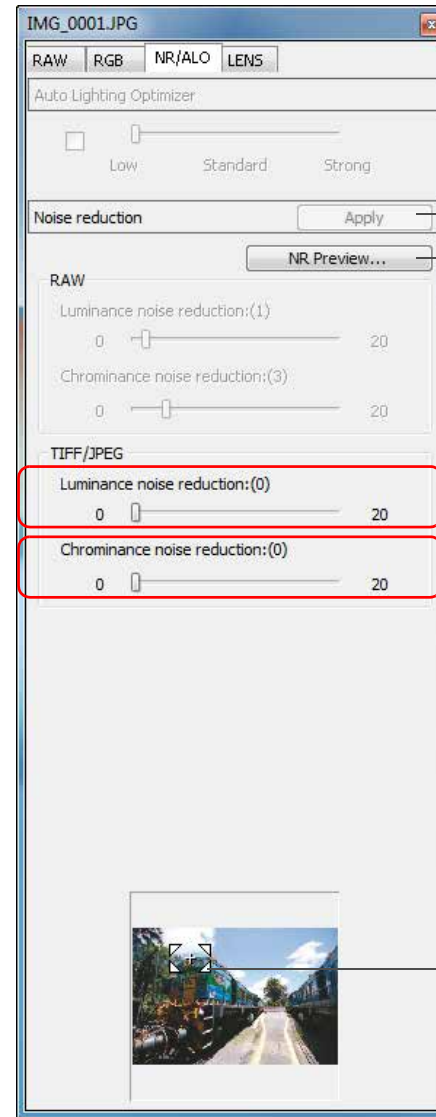 IMG_0001.JPG
RAW RGB NR/ALO LENS
Auto Lighting Optimizer
Low Standard Strong
Noise reduction Apply
NR Preview...
RAW
Luminance noise reduction:(1)
0 20
Chrominance noise reduction:(3)
0 20
TIFF/JPEG
Luminance noise reduction:(0)
0 20
Chrominance noise reduction:(0)
0 20